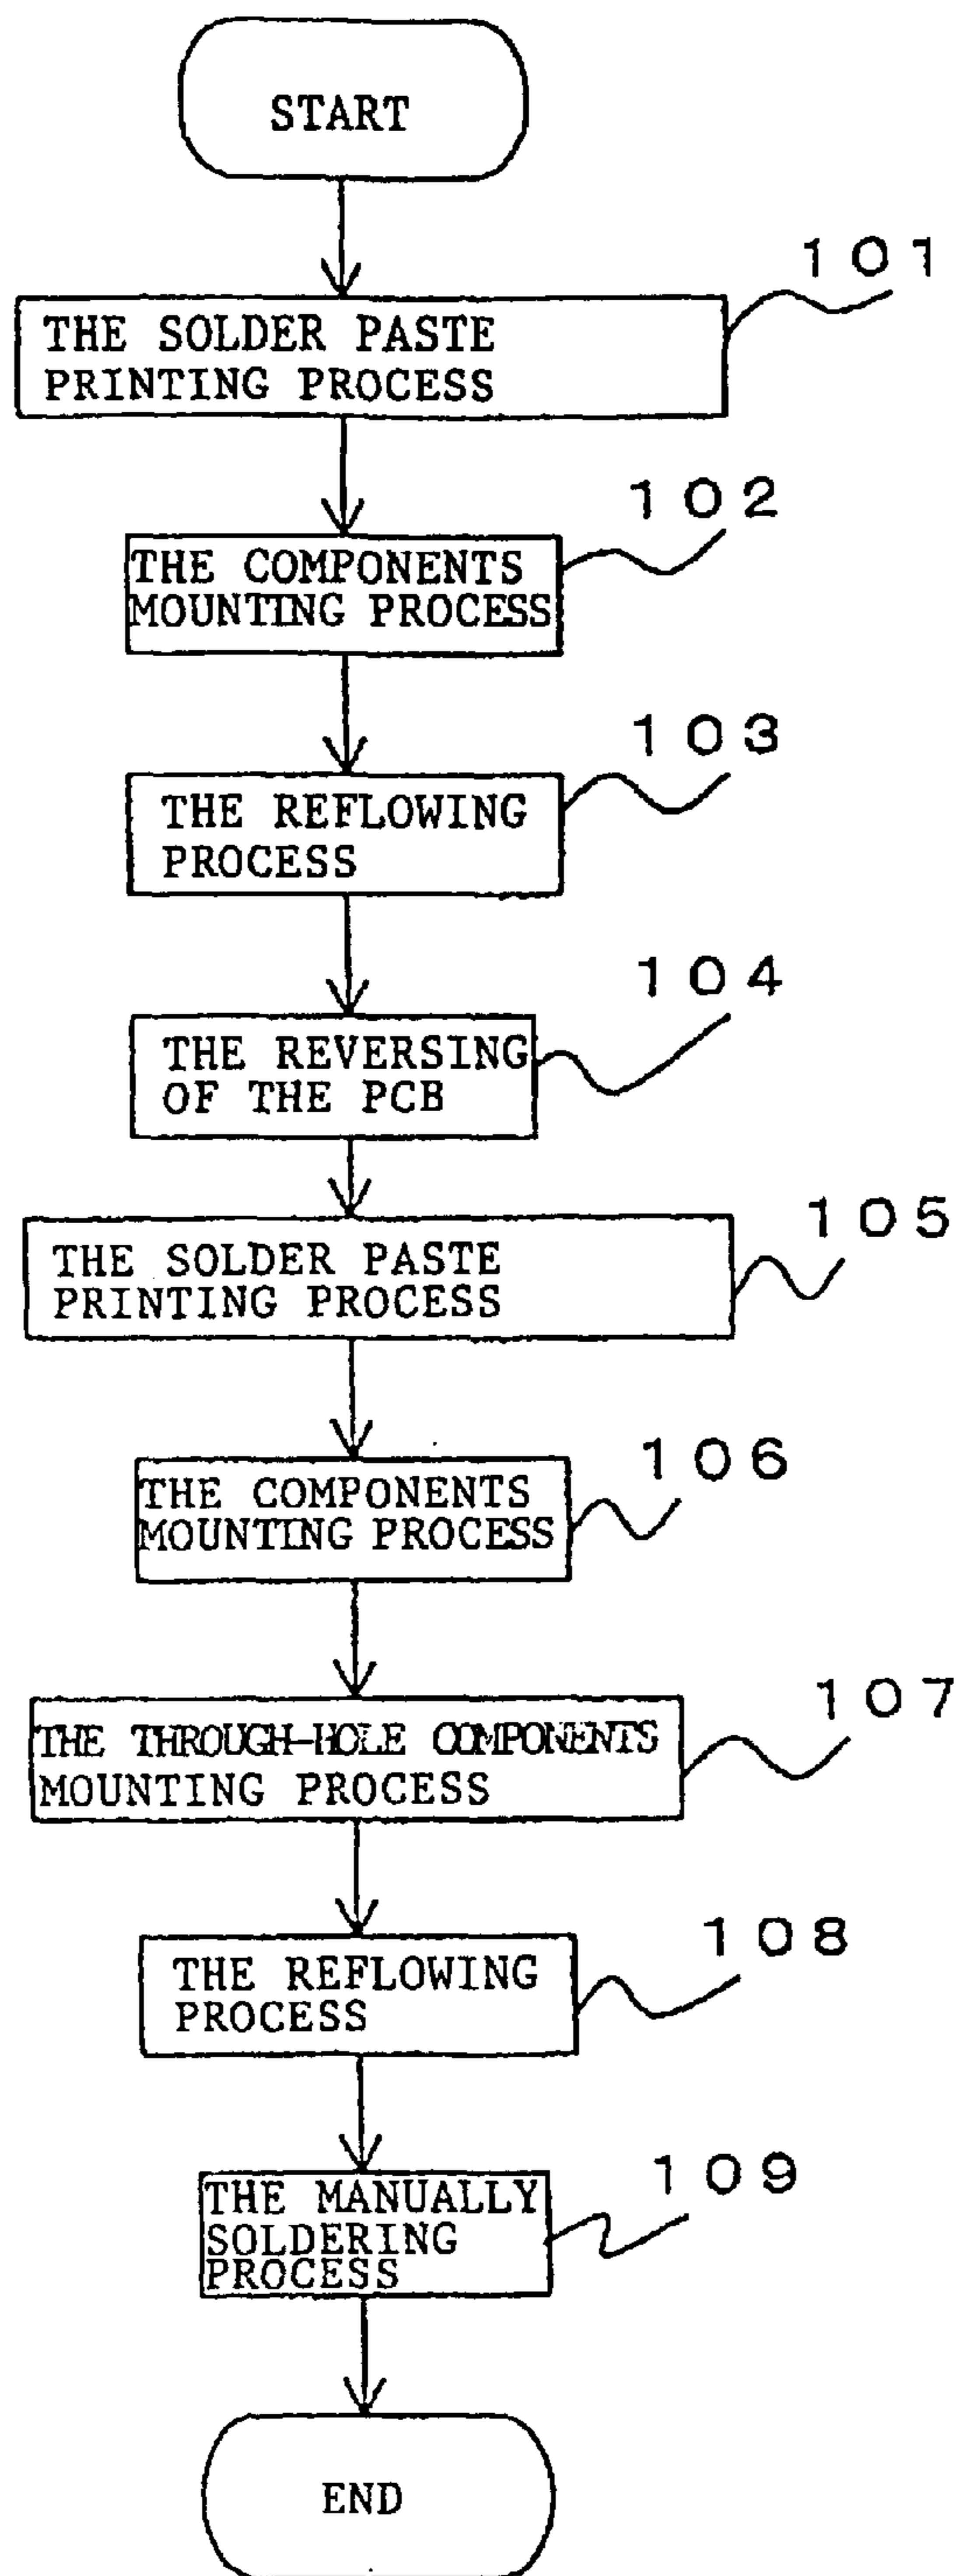 START
101
THE SOLDER PASTE
PRINTING PROCESS
102
THE COMPONENTS
MOUNTING PROCESS
103
THE REFLOWING
PROCESS
104
THE REVERSING
OF THE PCB
105
THE SOLDER PASTE
PRINTING PROCESS
106
THE COMPONENTS
MOUNTING PROCESS
107
THE THROUGH-HOLE COMPONENTS
MOUNTING PROCESS
108
THE REFLOWING
PROCESS
109
THE MANUALLY
SOLDERING
PROCESS
END